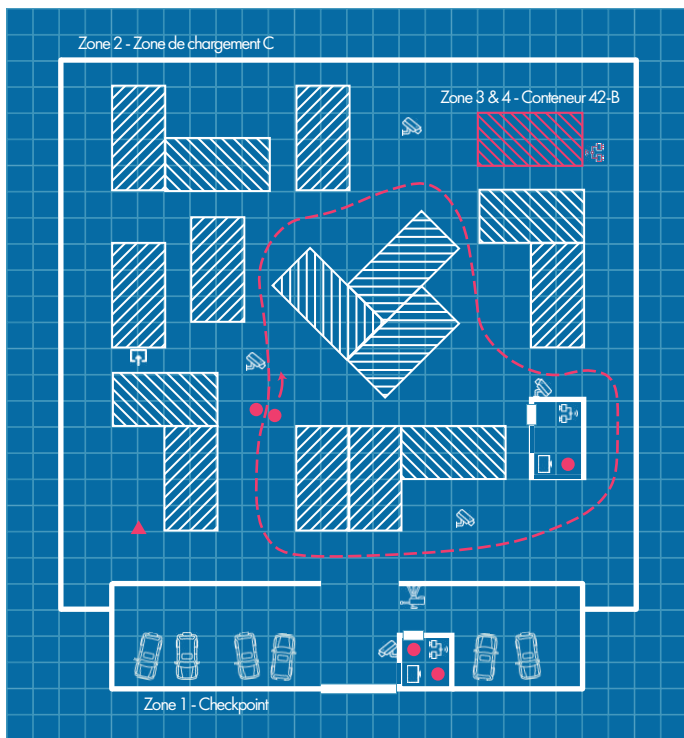 Zone 2 - Zone de chargement C
Zone 3 & 4 - Conteneur 42-B
Zone 1 - Checkpoint